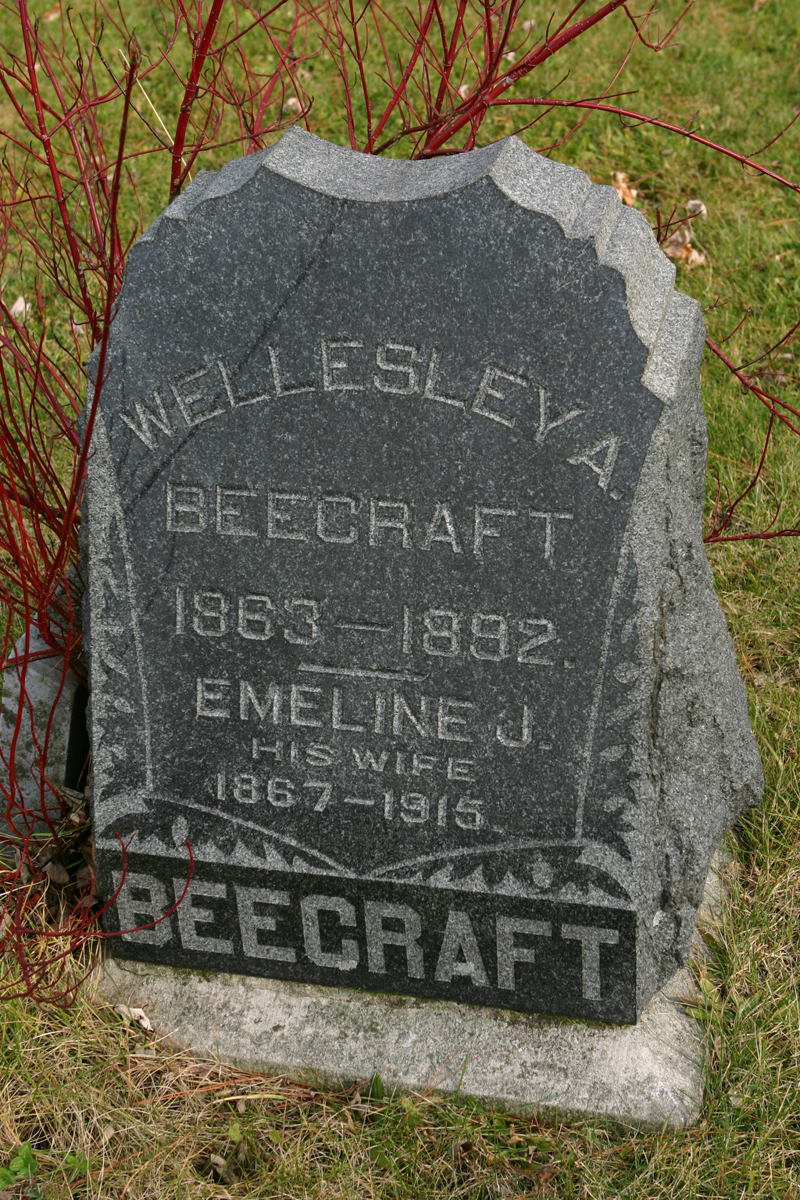 WELLESLEY A.
BEECRAFT
1863—1892.
EMELINE J.
HIS WIFE
1867–1915
BEECRAFT